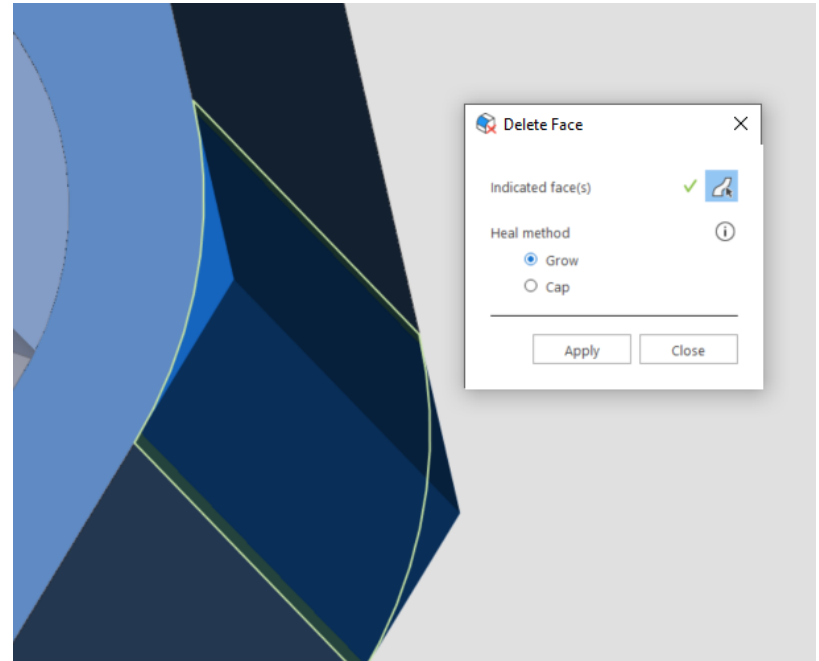 Delete Face
Indicated face(s)
Heal method
Grow
Cap
Apply
Close